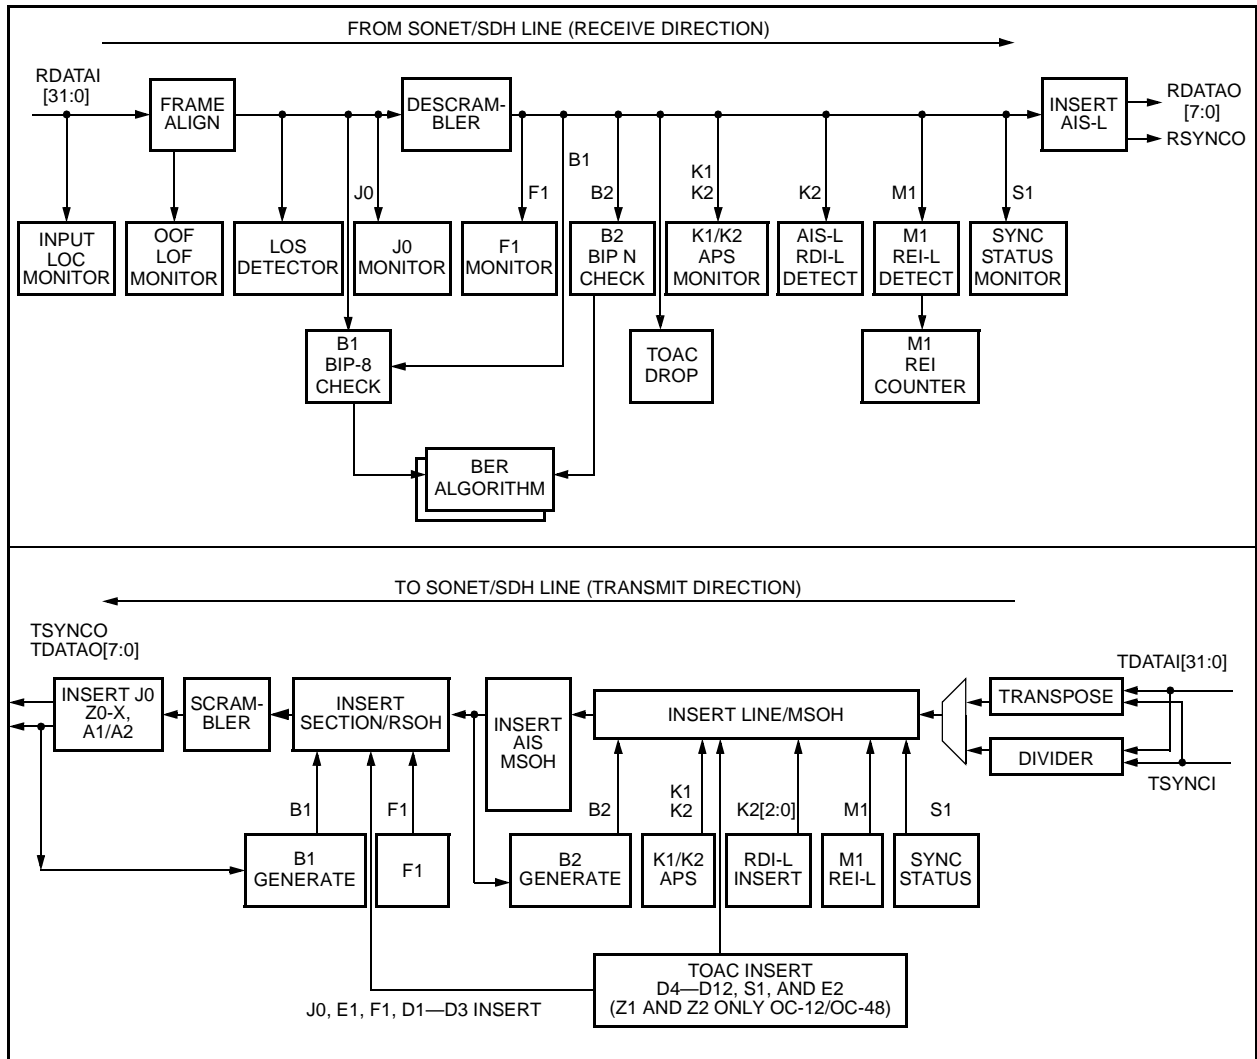 FROM SONET/SDH LINE (RECEIVE DIRECTION)
RDATAI
[31:0]
FRAME
ALIGN
DESCRAM-
BLER
INSERT
AIS-L
RDATAO
[7:0]
RSYNCO
J0
F1
B1
B2
K1
K2
K2
M1
S1
INPUT
LOC
MONITOR
OOF
LOF
MONITOR
LOS
DETECTOR
J0
MONITOR
F1
MONITOR
B2
BIP N
CHECK
K1/K2
APS
MONITOR
AIS-L
RDI-L
DETECT
M1
REI-L
DETECT
SYNC
STATUS
MONITOR
B1
BIP-8
CHECK
TOAC
DROP
M1
REI
COUNTER
BER
ALGORITHM
TO SONET/SDH LINE (TRANSMIT DIRECTION)
TSYNCO
TDATAO[7:0]
TDATAI[31:0]
INSERT J0
Z0-X,
A1/A2
SCRAM-
BLER
INSERT
SECTION/RSOH
INSERT
AIS
MSOH
INSERT LINE/MSOH
TRANSPOSE
DIVIDER
TSYNCI
B1
F1
B2
K1
K2
K2[2:0]
M1
S1
B1
GENERATE
F1
B2
GENERATE
K1/K2
APS
RDI-L
INSERT
M1
REI-L
SYNC
STATUS
J0, E1, F1, D1—D3 INSERT
TOAC INSERT
D4—D12, S1, AND E2
(Z1 AND Z2 ONLY OC-12/OC-48)